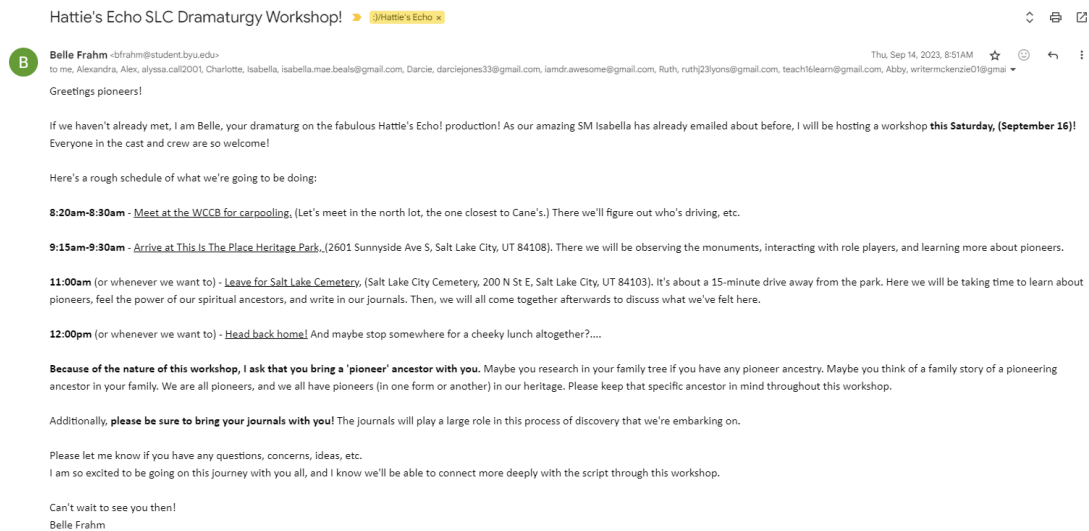 Hattie's Echo SLC Dramaturgy Workshop! :)/Hattie's Echo ×
B
Belle Frahm <bfrahm@student.byu.edu>
Thu, Sep 14, 2023, 8:51AM
to me, Alexandra, Alex, alyssa.call2001, Charlotte, Isabella, isabella.mae.beals@gmail.com, Darcie, darciejones33@gmail.com, iamdr.awesome@gmail.com, Ruth, ruthj23lyons@gmail.com, teach16learn@gmail.com, Abby, writermckenzie01@gmai
Greetings pioneers!
If we haven't already met, I am Belle, your dramaturg on the fabulous Hattie's Echo! production! As our amazing SM Isabella has already emailed about before, I will be hosting a workshop this Saturday, (September 16)!
Everyone in the cast and crew are so welcome!
Here's a rough schedule of what we're going to be doing:
8:20am-8:30am - Meet at the WCCB for carpooling. (Let's meet in the north lot, the one closest to Cane's.) There we'll figure out who's driving, etc.
9:15am-9:30am - Arrive at This Is The Place Heritage Park, (2601 Sunnyside Ave S, Salt Lake City, UT 84108). There we will be observing the monuments, interacting with role players, and learning more about pioneers.
11:00am (or whenever we want to) - Leave for Salt Lake Cemetery, (Salt Lake City Cemetery, 200 N St E, Salt Lake City, UT 84103). It's about a 15-minute drive away from the park. Here we will be taking time to learn about
pioneers, feel the power of our spiritual ancestors, and write in our journals. Then, we will all come together afterwards to discuss what we've felt here.
12:00pm (or whenever we want to) - Head back home! And maybe stop somewhere for a cheeky lunch altogether?....
Because of the nature of this workshop, I ask that you bring a 'pioneer' ancestor with you. Maybe you research in your family tree if you have any pioneer ancestry. Maybe you think of a family story of a pioneering
ancestor in your family. We are all pioneers, and we all have pioneers (in one form or another) in our heritage. Please keep that specific ancestor in mind throughout this workshop.
Additionally, please be sure to bring your journals with you! The journals will play a large role in this process of discovery that we're embarking on.
Please let me know if you have any questions, concerns, ideas, etc.
I am so excited to be going on this journey with you all, and I know we'll be able to connect more deeply with the script through this workshop.
Can't wait to see you then!
Belle Frahm